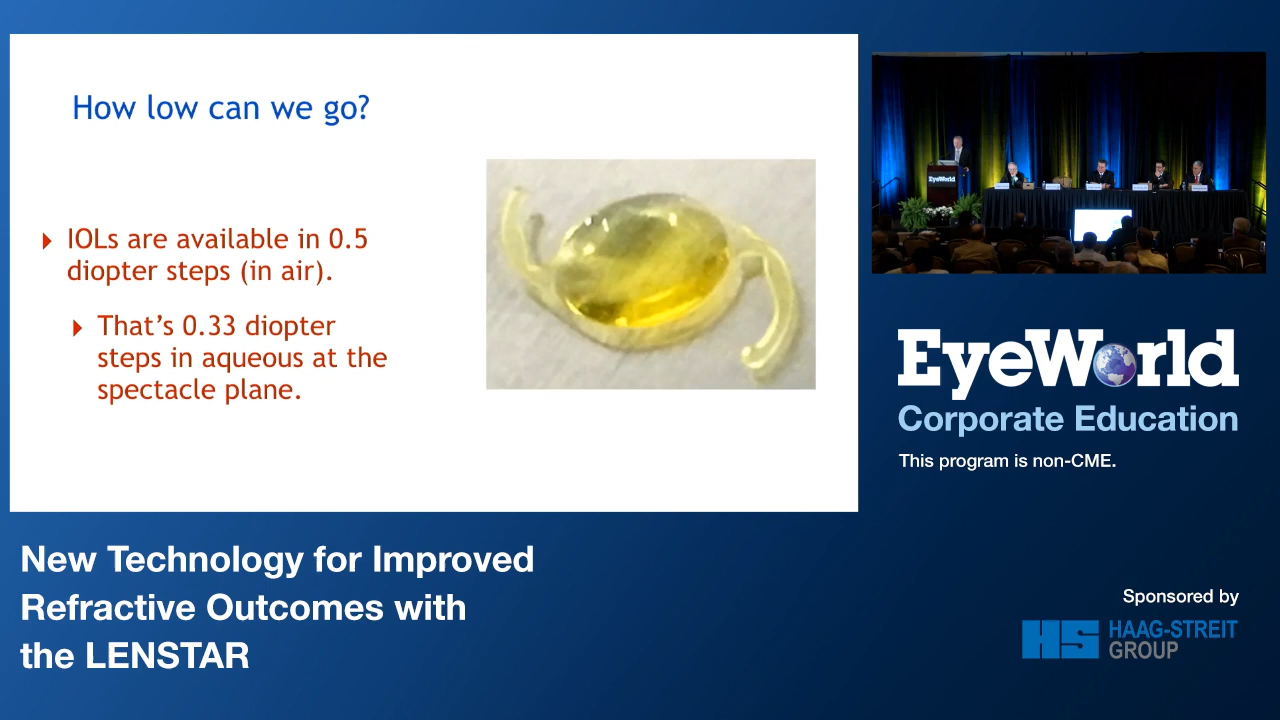 How low can we go?
IOLs are available in 0.5
diopter steps (in air).
That’s 0.33 diopter
steps in aqueous at the
spectacle plane.
EyeWorld
EyeWorld
Corporate Education
This program is non-CME.
New Technology for Improved
Refractive Outcomes with
the LENSTAR
Sponsored by
HS HAAG-STREIT
GROUP